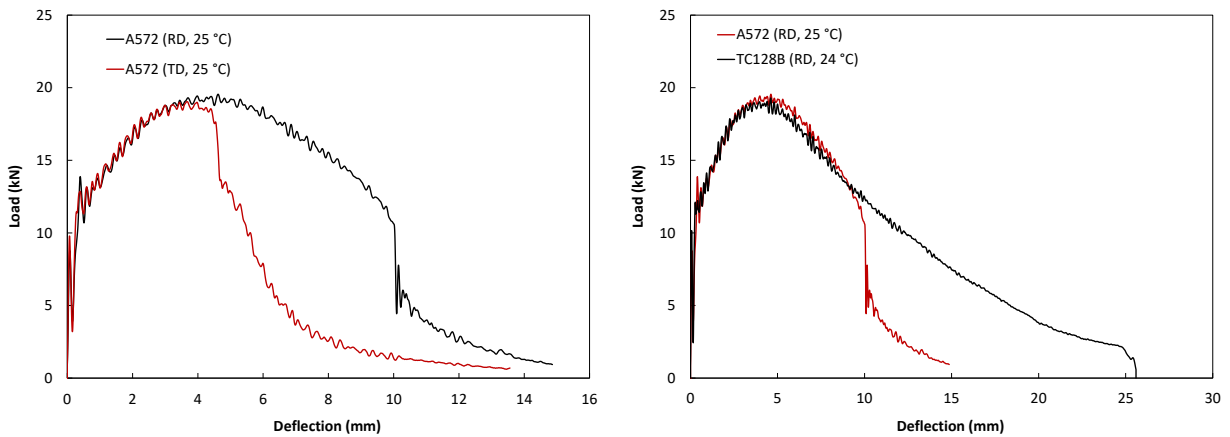 25
20
15
10
5
0
Load (kN)
A572 (RD, 25 °C)
A572 (TD, 25 °C)
0 2 4 6 8 10 12 14 16
Deflection (mm)
25
20
15
10
5
0
Load (kN)
A572 (RD, 25 °C)
TC128B (RD, 24 °C)
0 5 10 15 20 25 30
Deflection (mm)